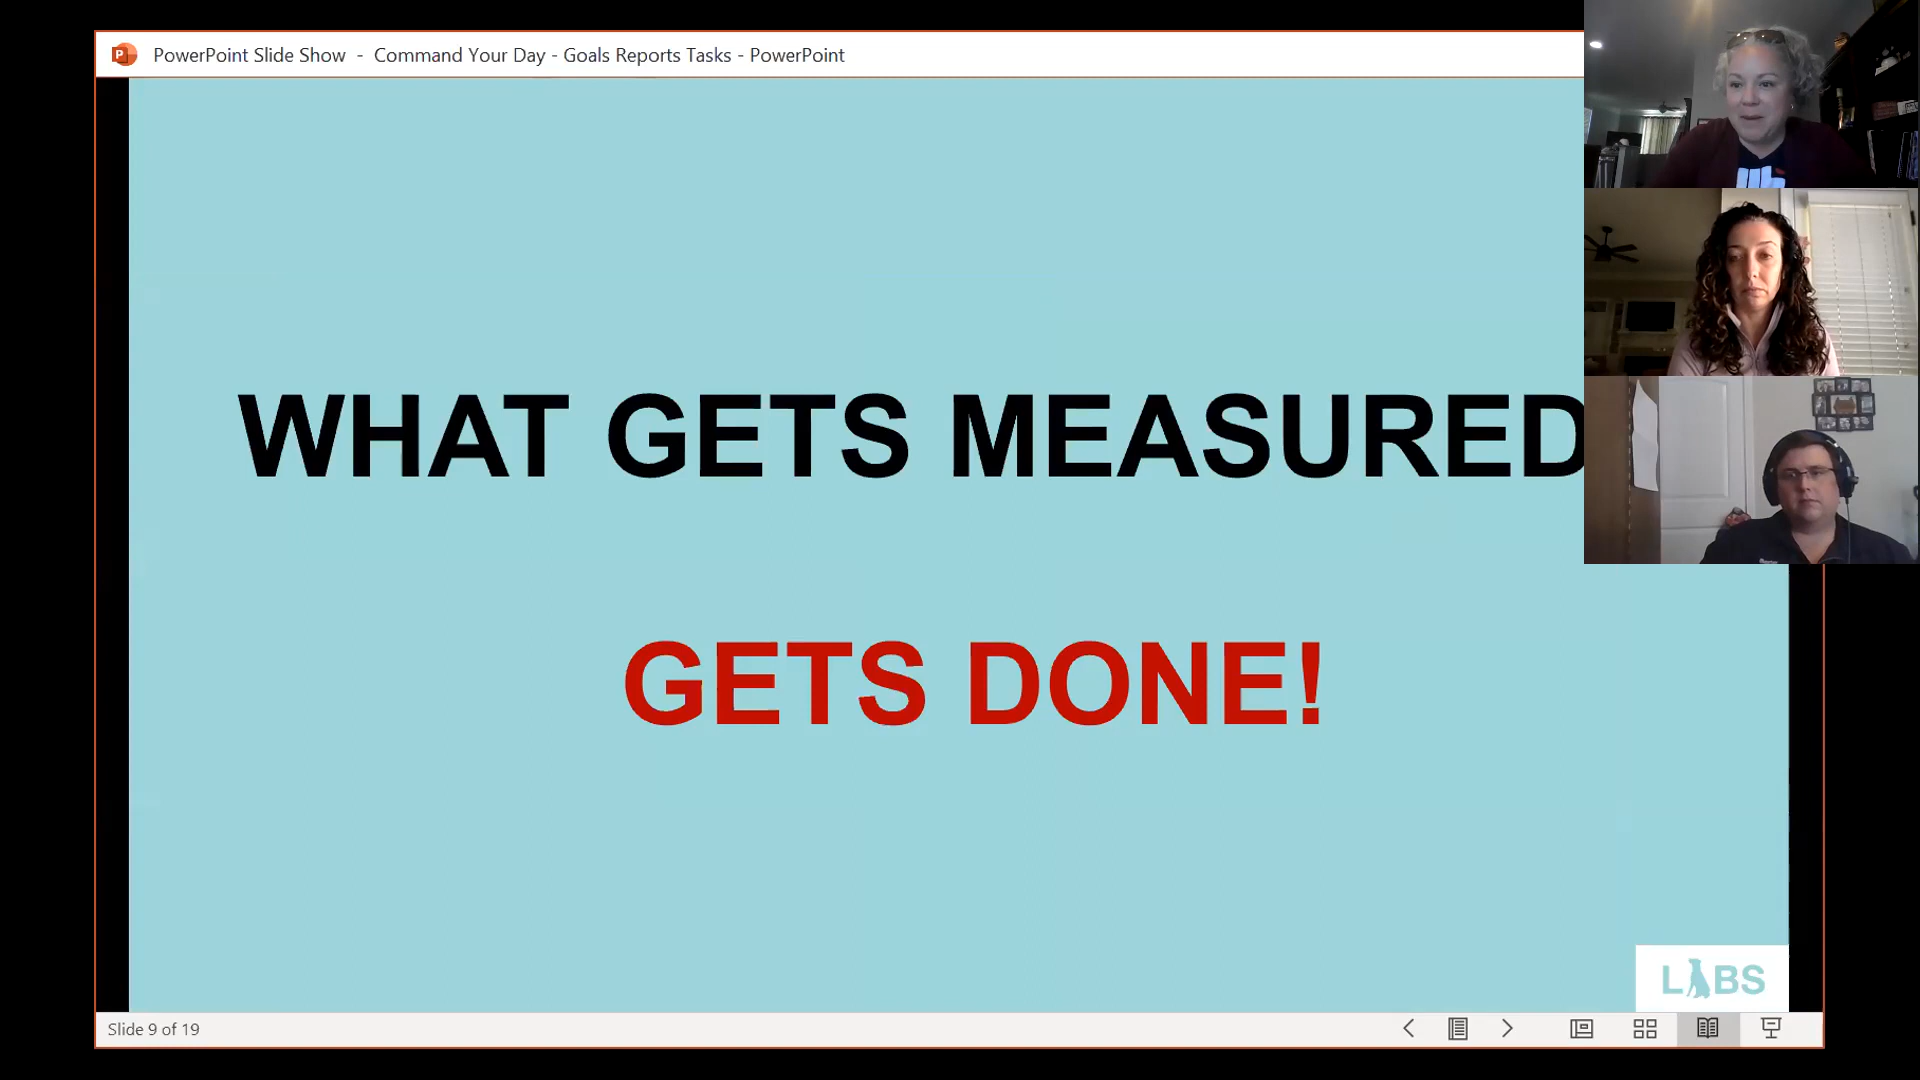 PowerPoint Slide Show - Command Your Day - Goals Reports Tasks - PowerPoint
WHAT GETS MEASURED
GETS DONE!
LABS
Slide 9 of 19